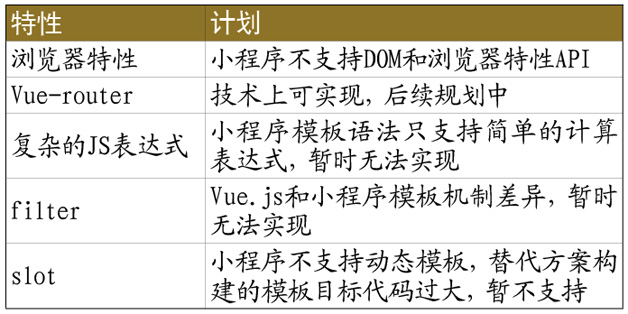 特性 计划
浏览器特性 小程序不支持DOM和浏览器特性API
Vue-router 技术上可实现，后续规划中
复杂的JS表达式 小程序模板语法只支持简单的计算
表达式，暂时无法实现
filter Vue.js和小程序模板机制差异，暂时
无法实现
slot 小程序不支持动态模板，替代方案构
建的模板目标代码过大，暂不支持